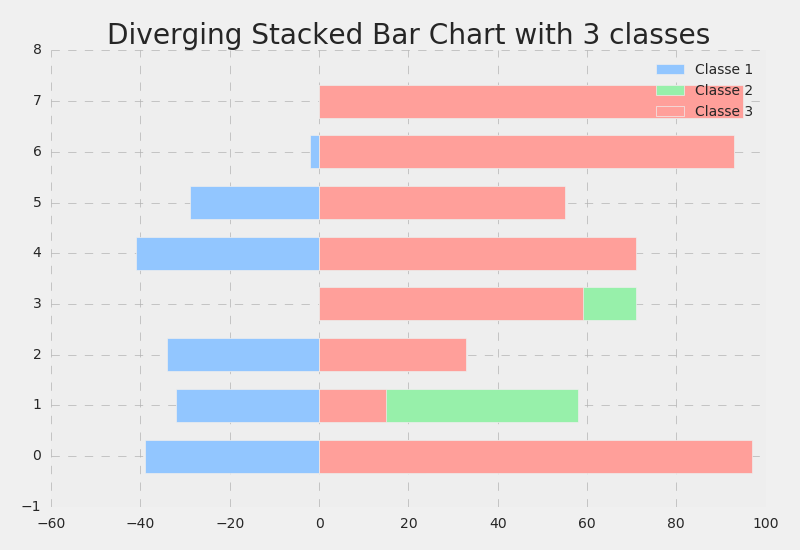 Diverging Stacked Bar Chart with 3 classes
8
Classe 1
Classe 2
7
Classe 3
6
5
4
3
2
1
0
−1
−60 −40 −20 0 20 40 60 80 100